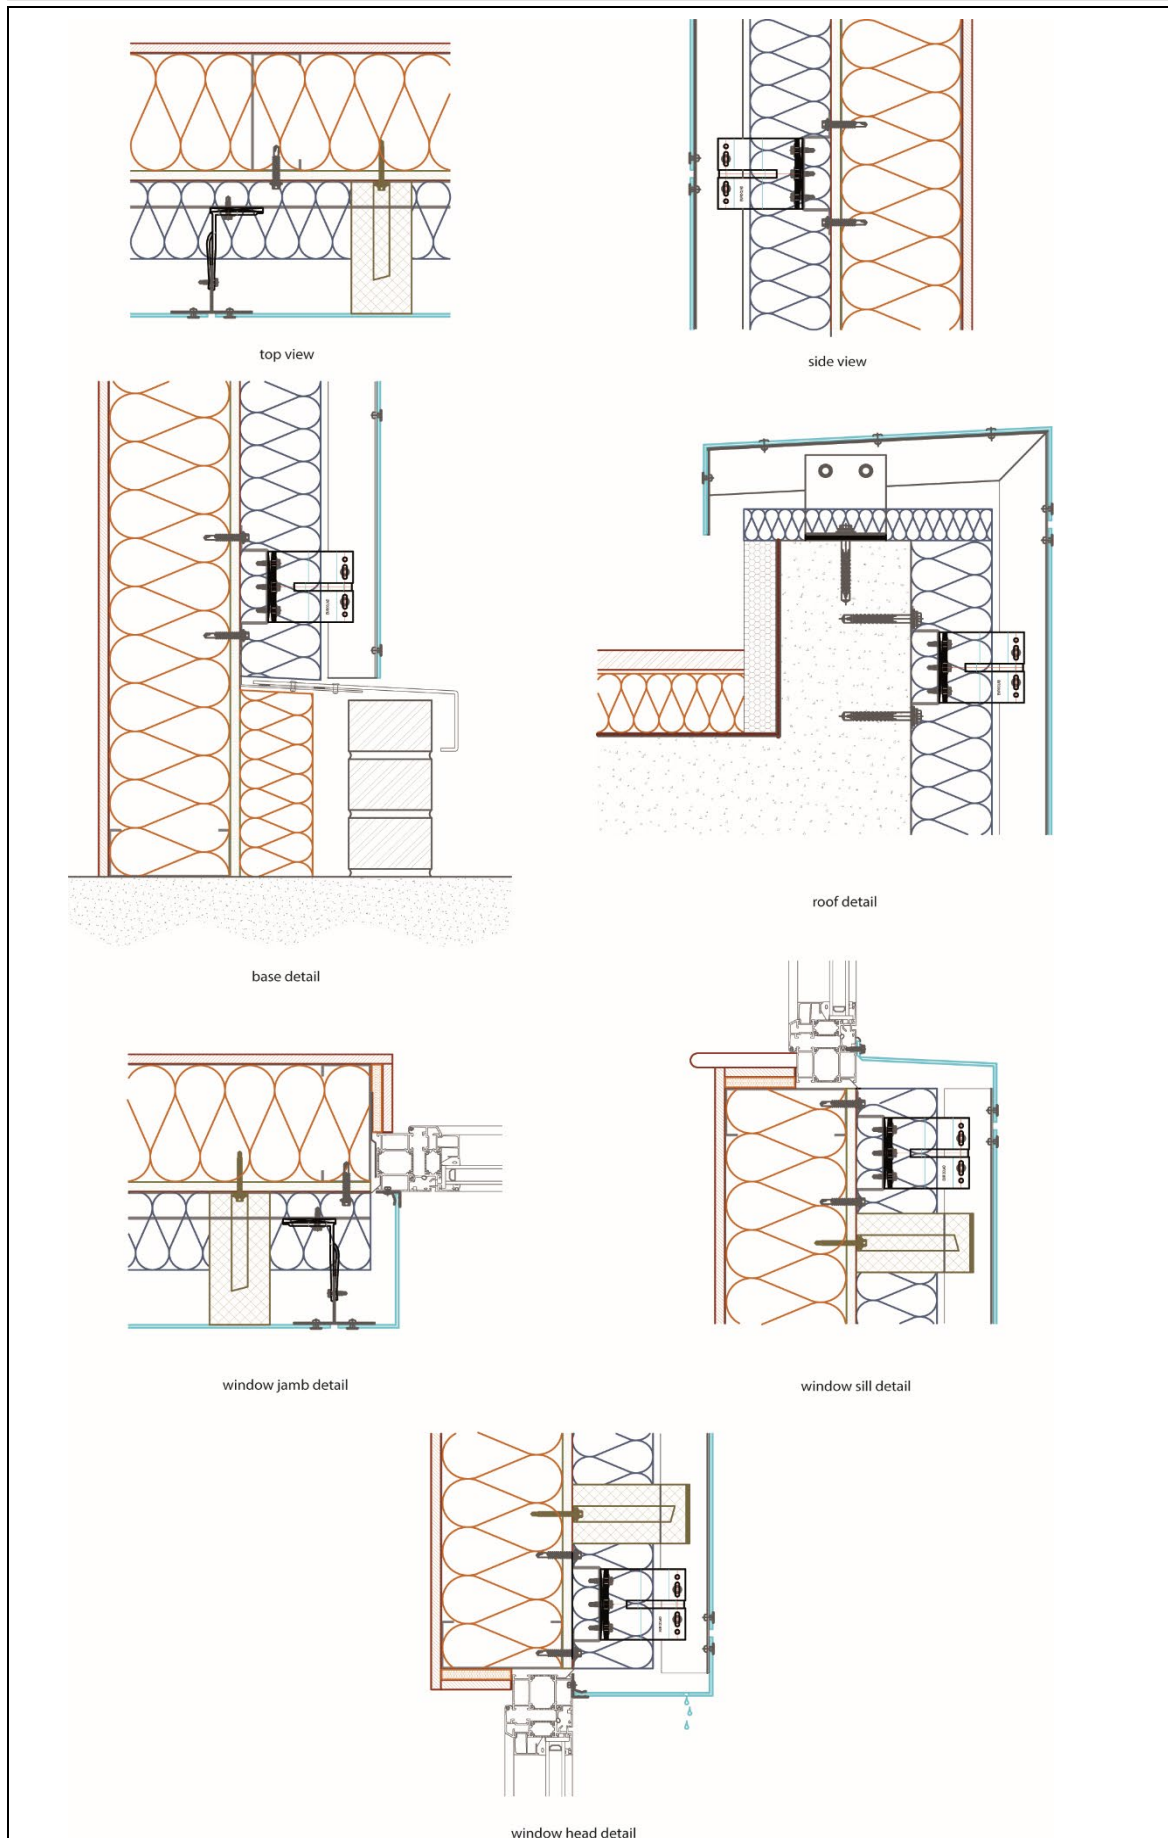 top view
side view
base detail
roof detail
window jamb detail
window sill detail
window head detail